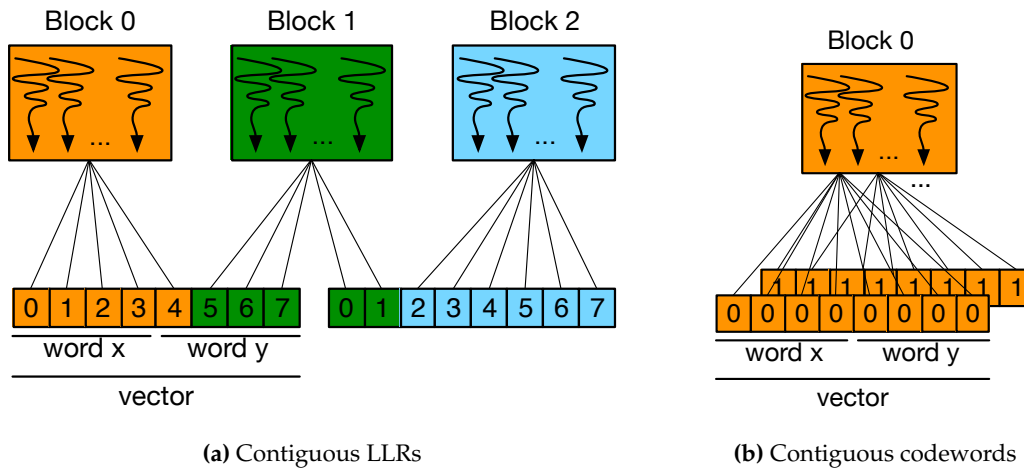 Block 0 Block 1 Block 2
... ... ...
0 1 2 3 4 5 6 7 0 1 2 3 4 5 6 7
word x word y
vector
(a) Contiguous LLRs
Block 0
...
...
1 1 1 1 1 1 1 1
0 0 0 0 0 0 0 0
word x word y
vector
(b) Contiguous codewords